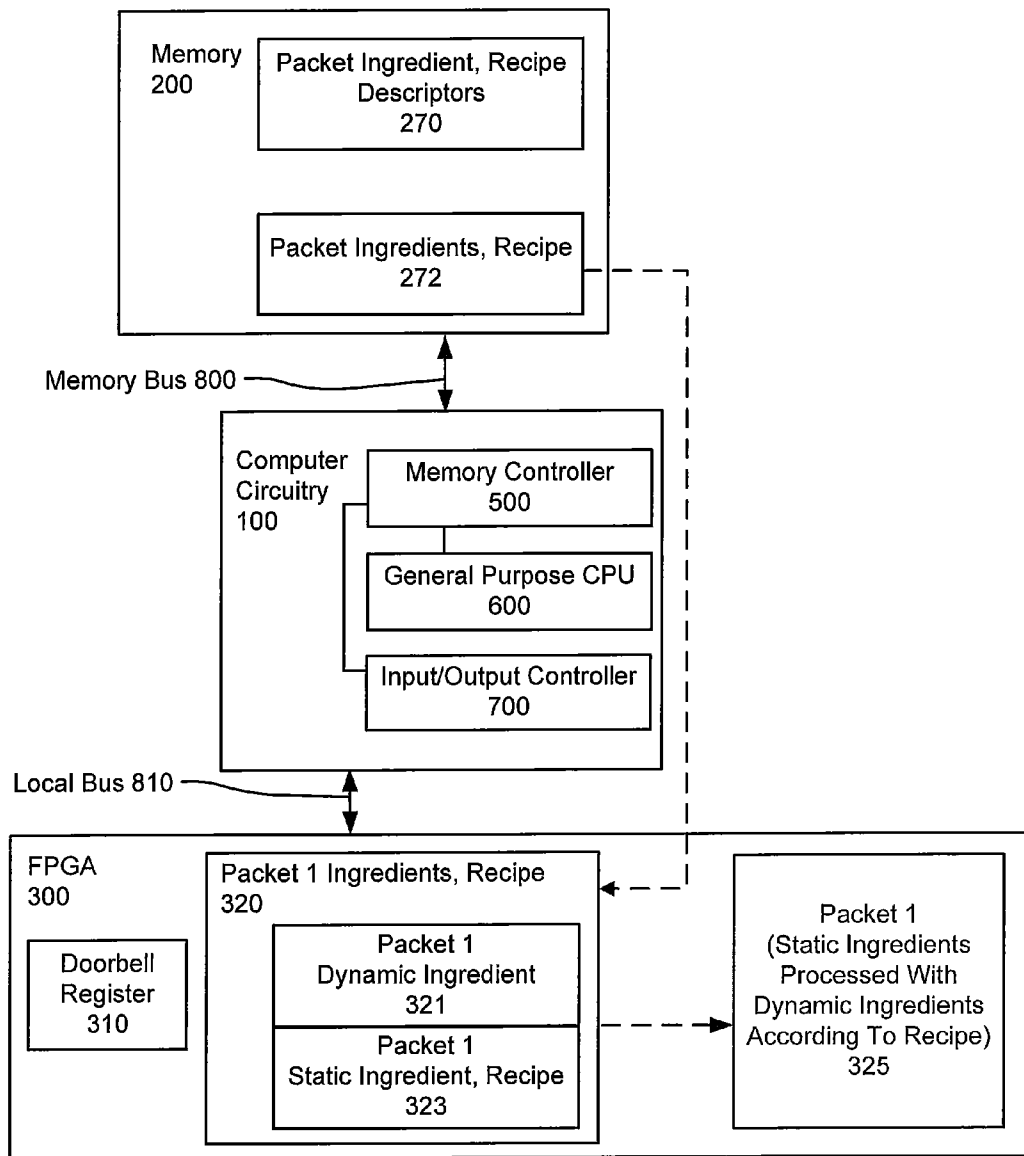 Memory
200
Packet Ingredient, Recipe
Descriptors
270
Packet Ingredients, Recipe
272
Memory Bus 800
Computer
Circuitry
100
Memory Controller
500
General Purpose CPU
600
Input/Output Controller
700
Local Bus 810
FPGA
300
Doorbell
Register
310
Packet 1 Ingredients, Recipe
320
Packet 1
Dynamic Ingredient
321
Packet 1
Static Ingredient, Recipe
323
Packet 1
(Static Ingredients
Processed With
Dynamic Ingredients
According To Recipe)
325